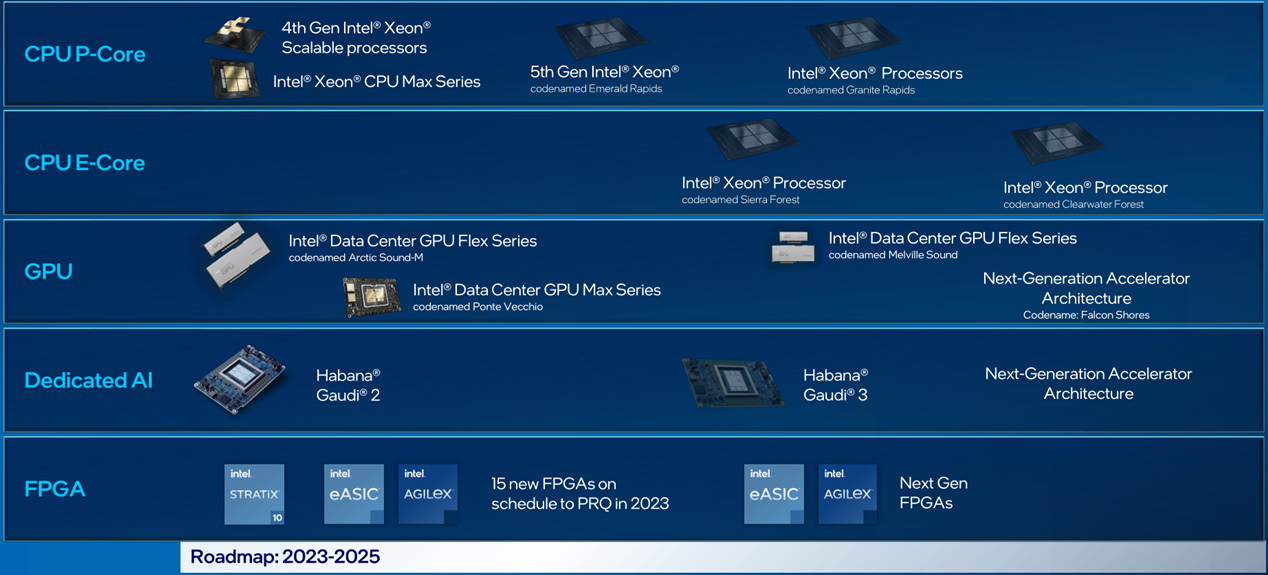 CPU P-Core
4th Gen Intel® Xeon®
Scalable processors
Intel® Xeon® CPU Max Series
5th Gen Intel® Xeon®
codenamed Emerald Rapids
Intel® Xeon® Processors
codenamed Granite Rapids
CPU E-Core
Intel® Xeon® Processor
codenamed Sierra Forest
Intel® Xeon® Processor
codenamed Clearwater Forest
GPU
Intel® Data Center GPU Flex Series
codenamed Arctic Sound-M
Intel® Data Center GPU Max Series
codenamed Ponte Vecchio
Intel® Data Center GPU Flex Series
codenamed Melville Sound
Next-Generation Accelerator
Architecture
Codename: Falcon Shores
Dedicated AI
Habana®
Gaudi® 2
Habana®
Gaudi® 3
Next-Generation Accelerator
Architecture
FPGA
intel.
STRATIX
10
intel.
eASIC
intel.
AGILEX
15 new FPGAs on
schedule to PRQ in 2023
intel.
eASIC
intel.
AGILEX
Next Gen
FPGAs
Roadmap: 2023-2025